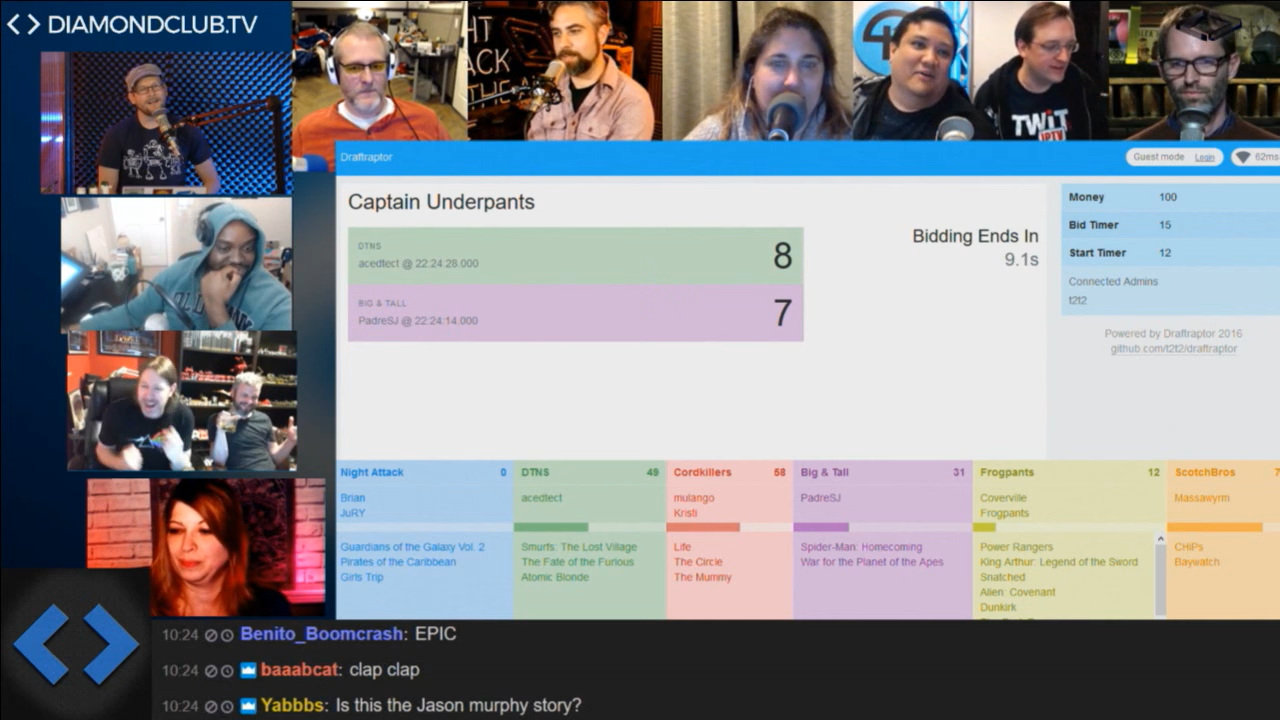 DIAMONDCLUB.TV
TWiT
IPTV
Draftraptor
Guest mode Login 62ms
Captain Underpants
DTNS
acedtect @ 22:24:28.000
8
BIG & TALL
PadreSJ @ 22:24:14.000
7
Bidding Ends In
9.1s
Money 100
Bid Timer 15
Start Timer 12
Connected Admins
t2t2
Powered by Draftraptor 2016
github.com/t2t2/draftraptor
Night Attack 0
Brian
JuRY
Guardians of the Galaxy Vol. 2
Pirates of the Caribbean
Girls Trip
DTNS 49
acedtect
Smurfs: The Lost Village
The Fate of the Furious
Atomic Blonde
Cordkillers 58
mulango
Kristi
Life
The Circle
The Mummy
Big & Tall 31
PadreSJ
Spider-Man: Homecoming
War for the Planet of the Apes
Frogpants 12
Coverville
Frogpants
Power Rangers
King Arthur: Legend of the Sword
Snatched
Alien: Covenant
Dunkirk
ScotchBros
Massawyrm
CHiPs
Baywatch
10:24 Benito_Boomcrash: EPIC
10:24 baaabcat: clap clap
10:24 Yabbbs: Is this the Jason murphy story?